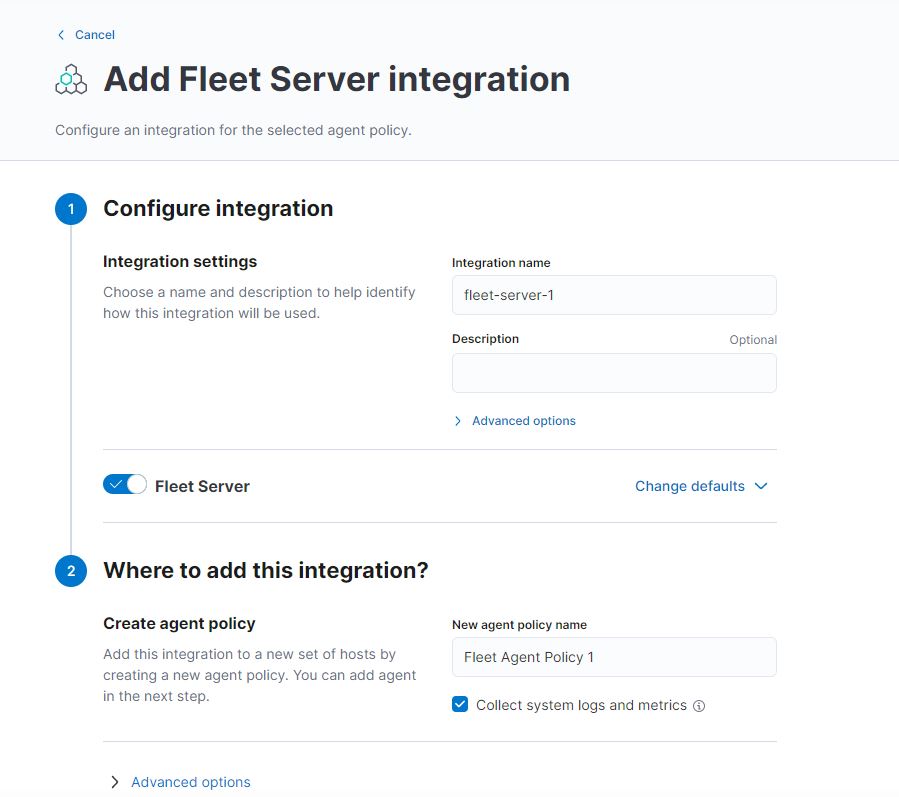 Cancel
Add Fleet Server integration
Configure an integration for the selected agent policy.
1 Configure integration
Integration settings
Choose a name and description to help identify
how this integration will be used.
Integration name
fleet-server-1
Description Optional
Advanced options
Fleet Server Change defaults
2 Where to add this integration?
Create agent policy
Add this integration to a new set of hosts by
creating a new agent policy. You can add agent
in the next step.
New agent policy name
Fleet Agent Policy 1
Collect system logs and metrics
Advanced options